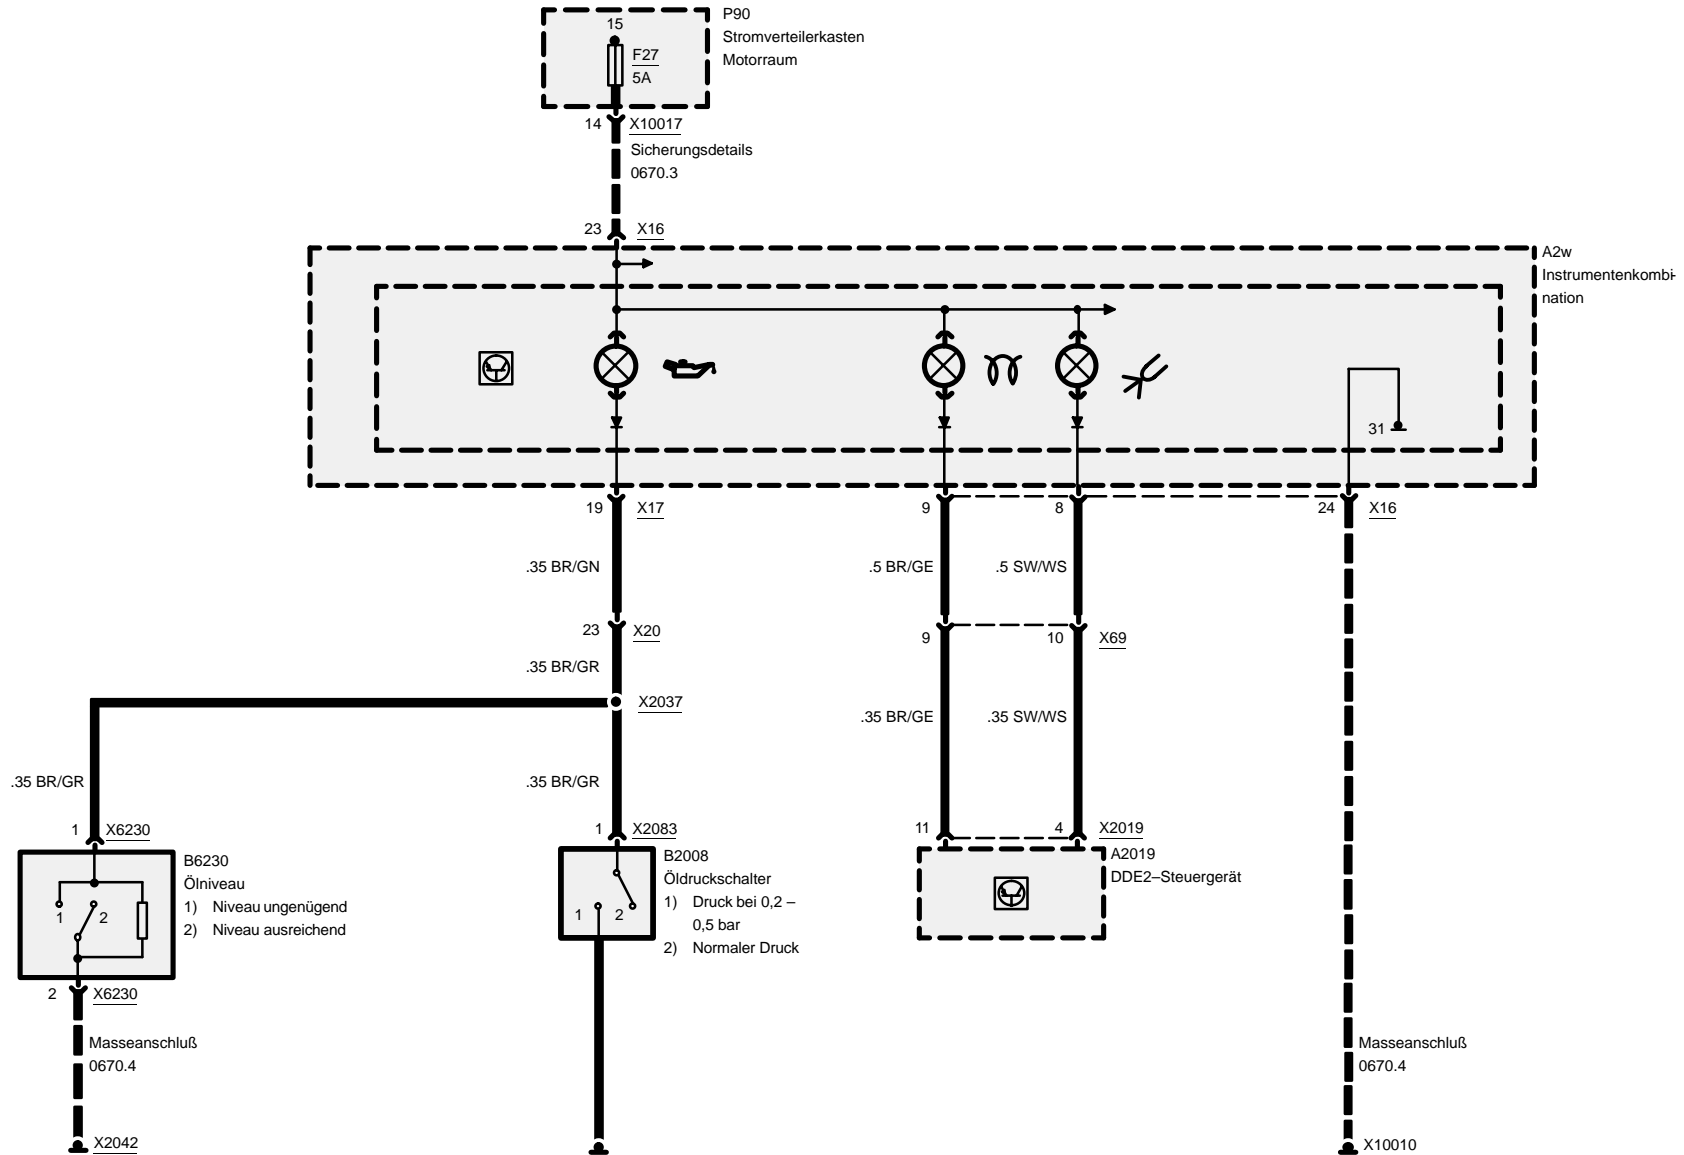 P90
Stromverteilerkasten
Motorraum
15
F27
5A
14 X10017
Sicherungsdetails
0670.3
23 X16
A2w
Instrumentenkombi-
nation
31
19 X17
9
8
24 X16
.35 BR/GN
.5 BR/GE
.5 SW/WS
23 X20
9
10 X69
.35 BR/GR
X2037
.35 BR/GE
.35 SW/WS
.35 BR/GR
.35 BR/GR
1 X6230
1 X2083
11
4 X2019
B6230
Ölniveau
1) Niveau ungenügend
2) Niveau ausreichend
1 2
B2008
Öldruckschalter
1) Druck bei 0,2 –
0,5 bar
2) Normaler Druck
1 2
A2019
DDE2–Steuergerät
2 X6230
Masseanschluß
0670.4
Masseanschluß
0670.4
X2042
X10010